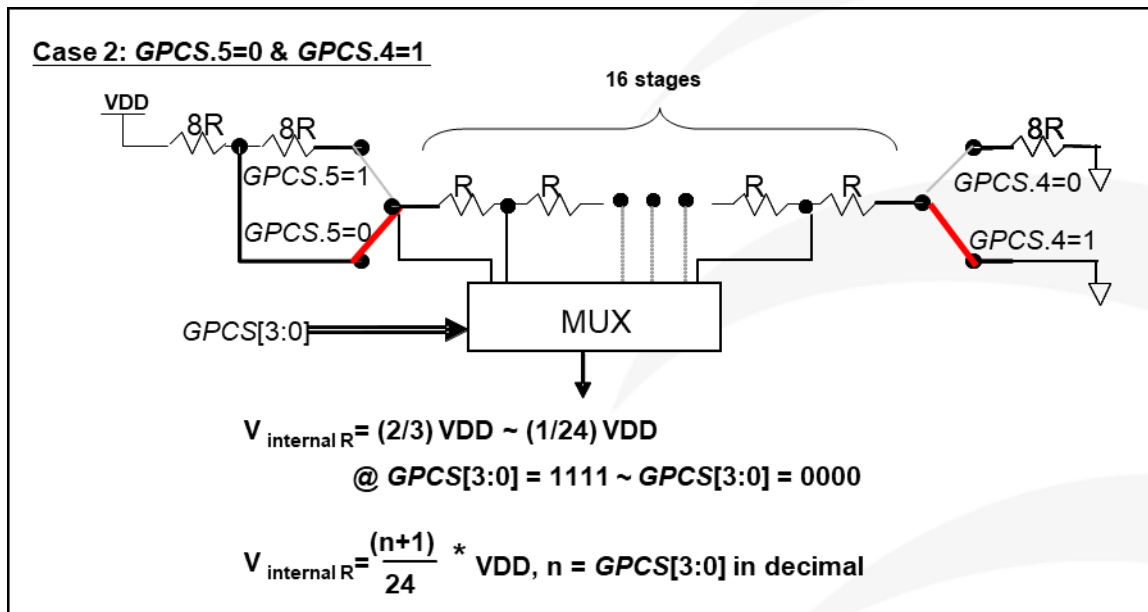 Case 2: GPCS.5=0 & GPCS.4=1
16 stages
VDD
8R
8R
8R
GPCS.5=1
R
R
R
R
GPCS.4=0
GPCS.5=0
GPCS.4=1
MUX
GPCS[3:0]
V internal R = (2/3) VDD ~ (1/24) VDD
@ GPCS[3:0] = 1111 ~ GPCS[3:0] = 0000
V internal R = (n+1)/24 * VDD, n = GPCS[3:0] in decimal